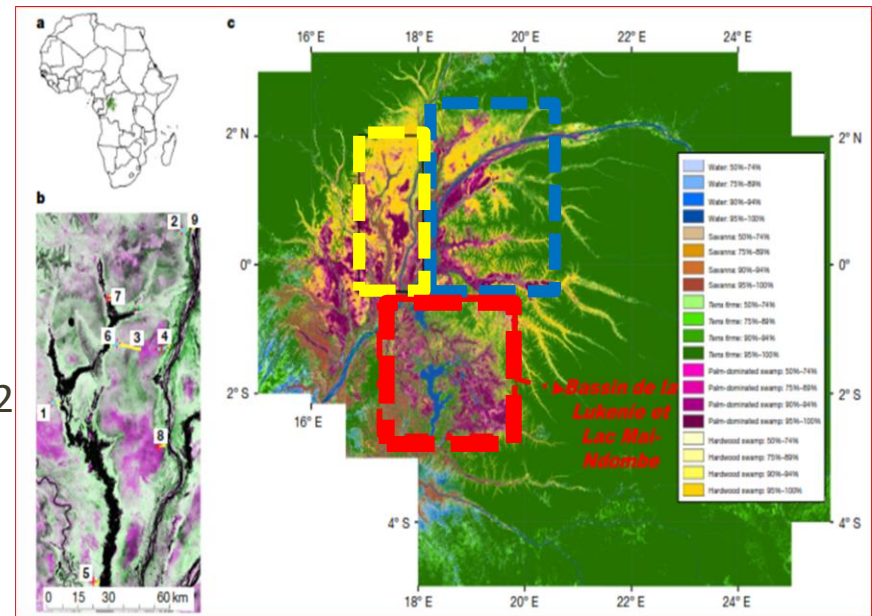 a
b
c
16° E
18° E
20° E
22° E
24° E
2° N
0°
2° S
16° E
4° S
18° E
20° E
22° E
24° E
2° N
0°
2° S
4° S
2
9
7
6
3
4
1
8
5
0 15 30 60 km
2
Water: 50%–74%
Water: 75%–89%
Water: 90%–94%
Water: 95%–100%
Savanna: 50%–74%
Savanna: 75%–89%
Savanna: 90%–94%
Savanna: 95%–100%
Terra firme: 50%–74%
Terra firme: 75%–89%
Terra firme: 90%–94%
Terra firme: 95%–100%
Palm-dominated swamp: 50%–74%
Palm-dominated swamp: 75%–89%
Palm-dominated swamp: 90%–94%
Palm-dominated swamp: 95%–100%
Hardwood swamp: 50%–74%
Hardwood swamp: 75%–89%
Hardwood swamp: 90%–94%
Hardwood swamp: 95%–100%
Bassin de la
Lukenie et
Lac Mai-
Ndombe